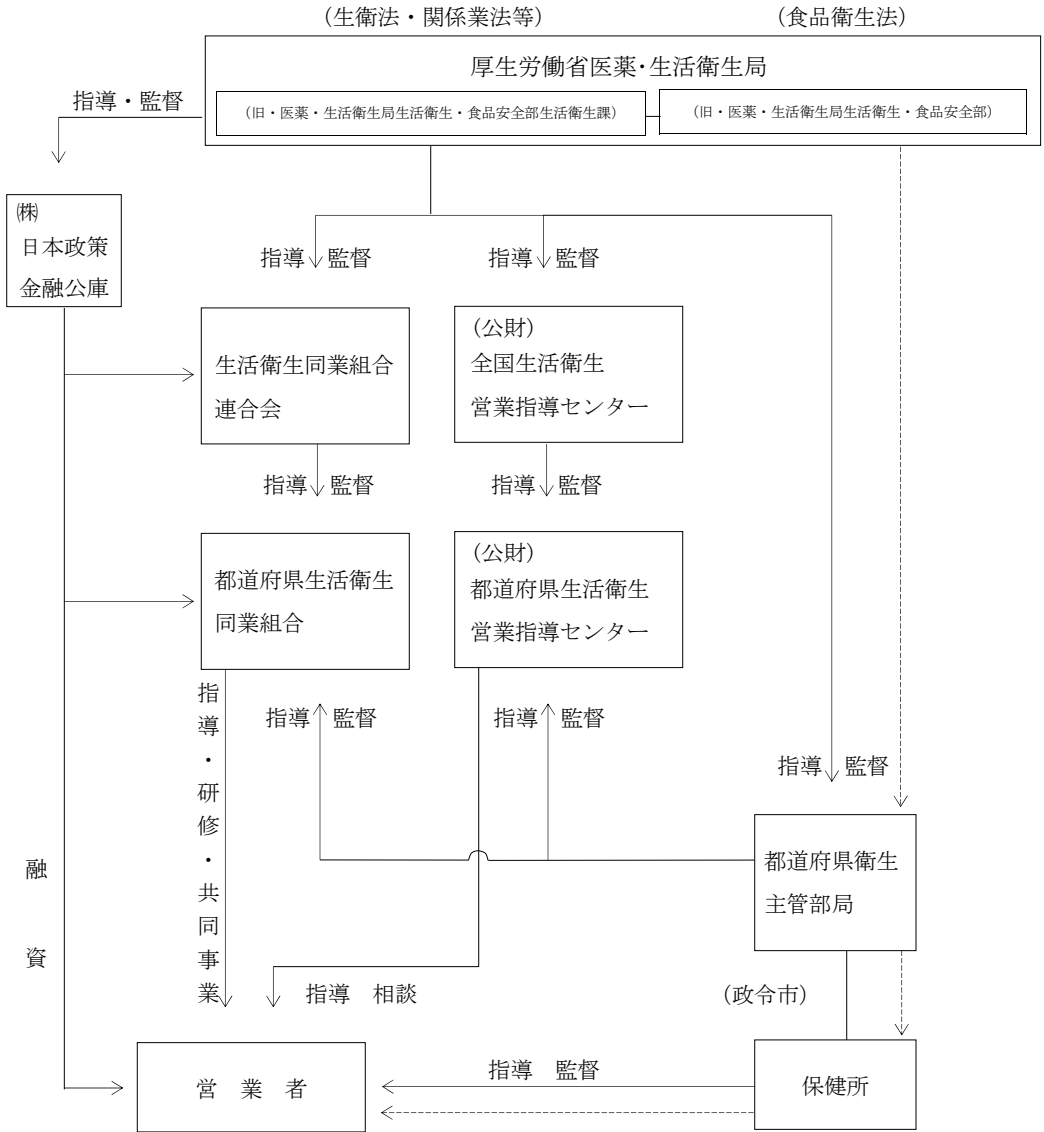 (生衛法・関係業法等)
(食品衛生法)
厚生労働省医薬・生活衛生局
(旧・医薬・生活衛生局生活衛生・食品安全部生活衛生課)
(旧・医薬・生活衛生局生活衛生・食品安全部)
指導・監督
㈱
日本政策
金融公庫
指導 監督
指導 監督
生活衛生同業組合
連合会
(公財)
全国生活衛生
営業指導センター
指導 監督
指導 監督
都道府県生活衛生
同業組合
(公財)
都道府県生活衛生
営業指導センター
指導・研修・共同事業
指導 監督
指導 監督
指導 監督
都道府県衛生
主管部局
融資
指導 相談
(政令市)
営業者
指導 監督
保健所